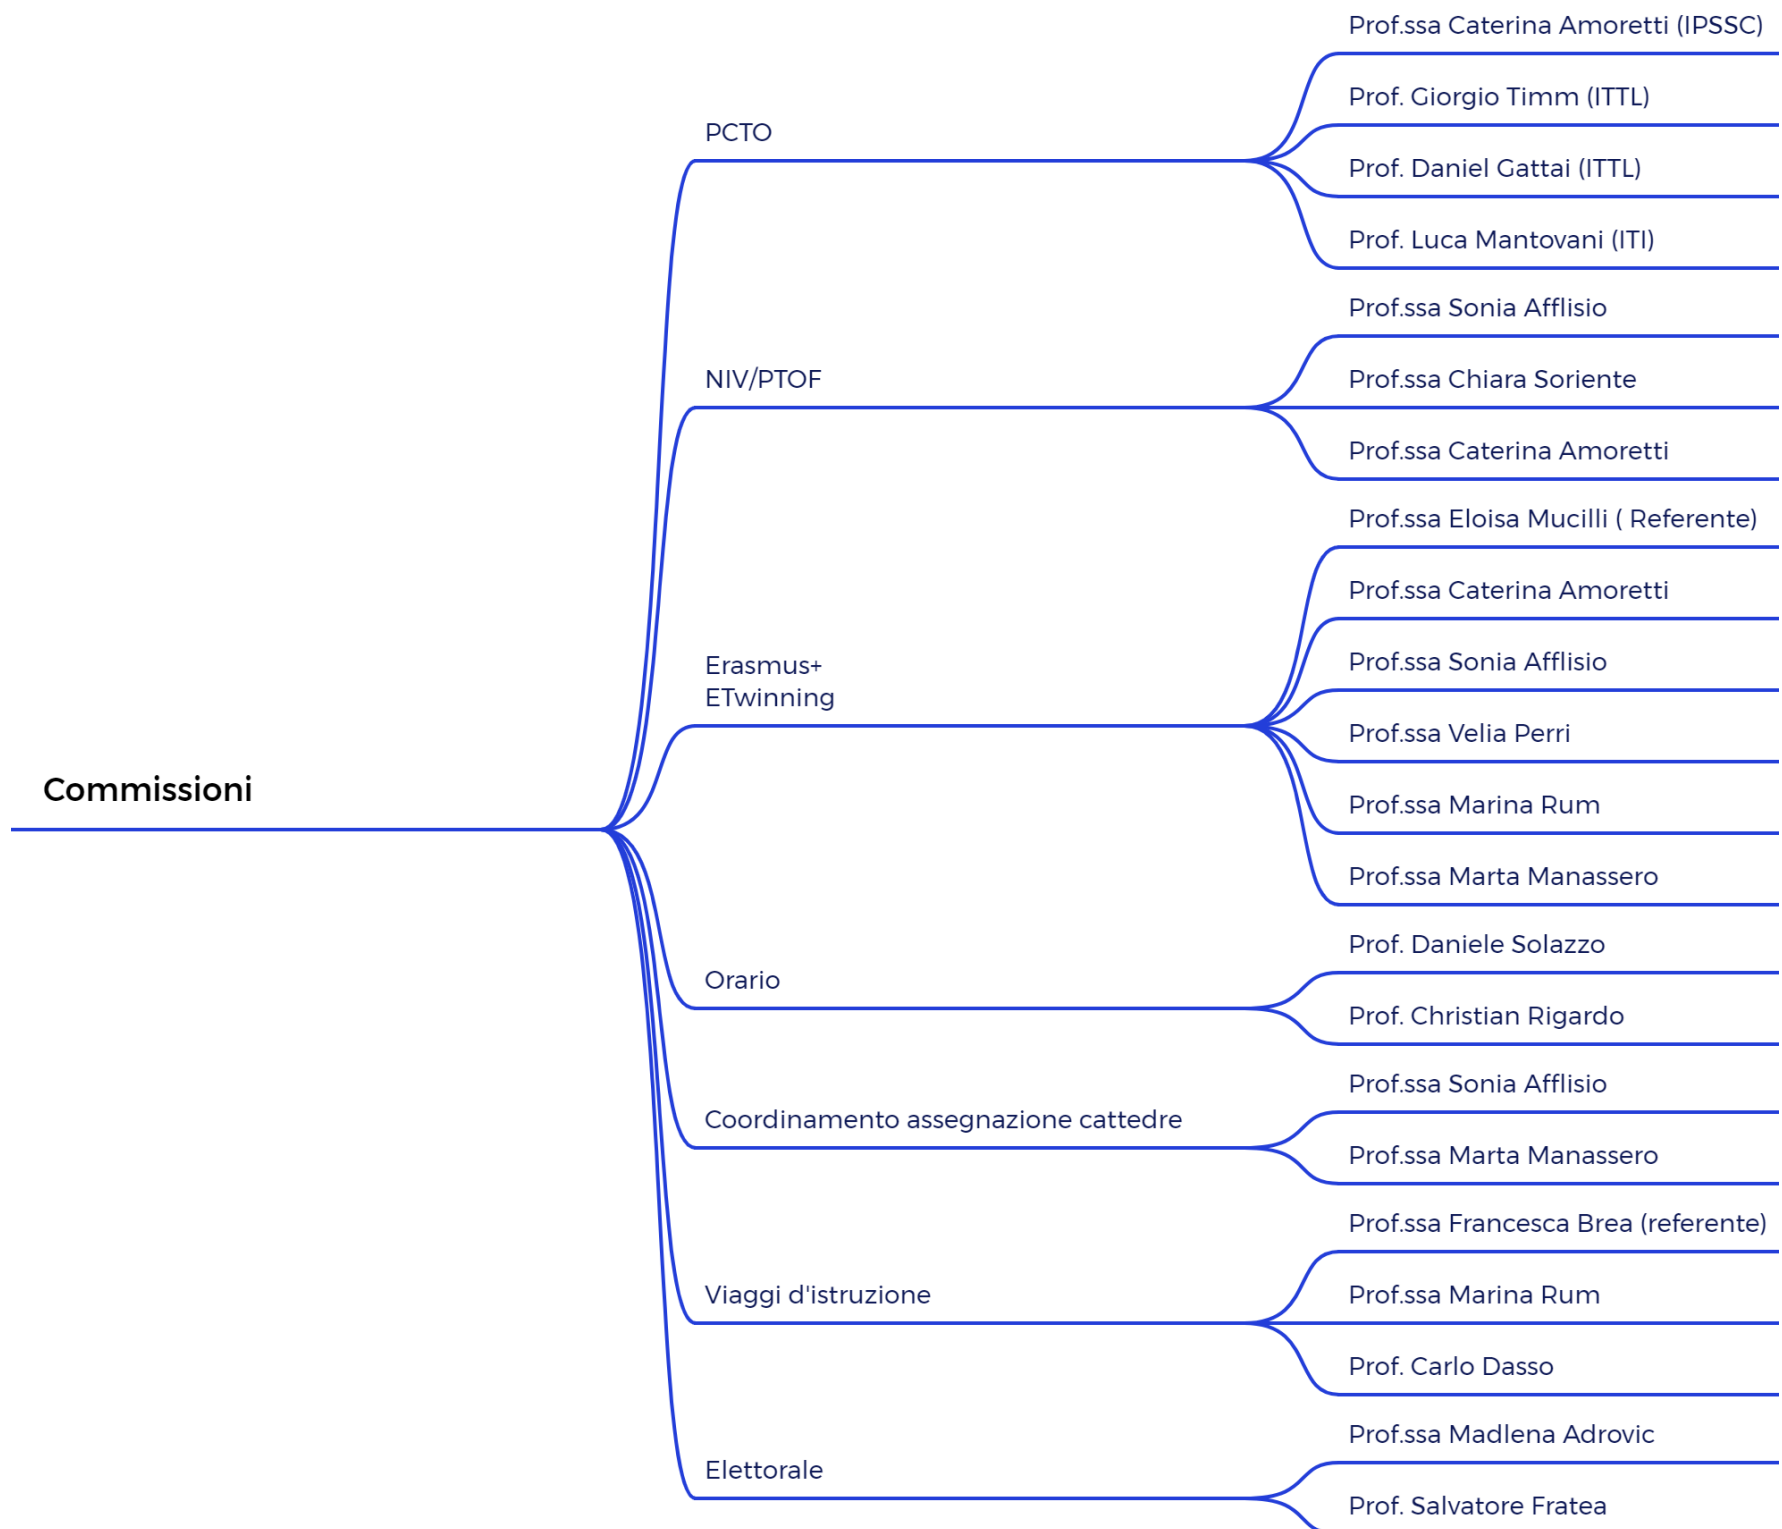 Commissioni
PCTO
Prof.ssa Caterina Amoretti (IPSSC)
Prof. Giorgio Timm (ITTL)
Prof. Daniel Gattai (ITTL)
Prof. Luca Mantovani (ITI)
NIV/PTOF
Prof.ssa Sonia Afflisio
Prof.ssa Chiara Soriente
Prof.ssa Caterina Amoretti
Erasmus+
ETwinning
Prof.ssa Eloisa Mucilli ( Referente)
Prof.ssa Caterina Amoretti
Prof.ssa Sonia Afflisio
Prof.ssa Velia Perri
Prof.ssa Marina Rum
Prof.ssa Marta Manassero
Orario
Prof. Daniele Solazzo
Prof. Christian Rigardo
Coordinamento assegnazione cattedre
Prof.ssa Sonia Afflisio
Prof.ssa Marta Manassero
Viaggi d'istruzione
Prof.ssa Francesca Brea (referente)
Prof.ssa Marina Rum
Prof. Carlo Dasso
Elettorale
Prof.ssa Madlena Adrovic
Prof. Salvatore Fratea